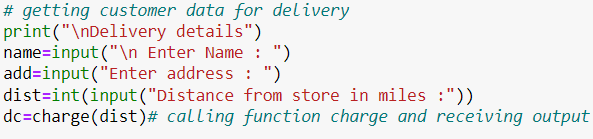 # getting customer data for delivery
print("\nDelivery details")
name=input("\n Enter Name : ")
add=input("Enter address : ")
dist=int(input("Distance from store in miles :"))
dc=charge(dist)# calling function charge and receiving output